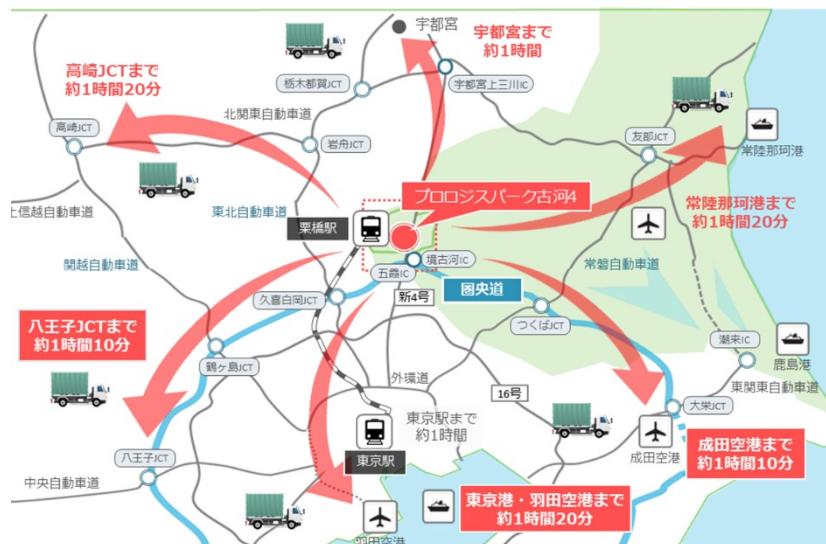 宇都宮
宇都宮まで
約1時間
高崎JCTまで
約1時間20分
栃木都賀JCT
宇都宮上三川IC
北関東自動車道
高崎JCT
岩舟JCT
友部JCT
常陸那珂港
プロロジスパーク古河4
常陸那珂港まで
約1時間20分
上信越自動車道
東北自動車道
栗橋駅
境古河IC
五霞IC
関越自動車道
常磐自動車道
久喜白岡JCT
新4号
圏央道
八王子JCTまで
約1時間10分
つくばJCT
潮来IC
鶴ヶ島JCT
外環道
鹿島港
16号
東関東自動車道
東京駅まで
約1時間
大栄JCT
東京駅
成田空港
成田空港まで
約1時間10分
八王子JCT
中央自動車道
東京港・羽田空港まで
約1時間20分
羽田空港